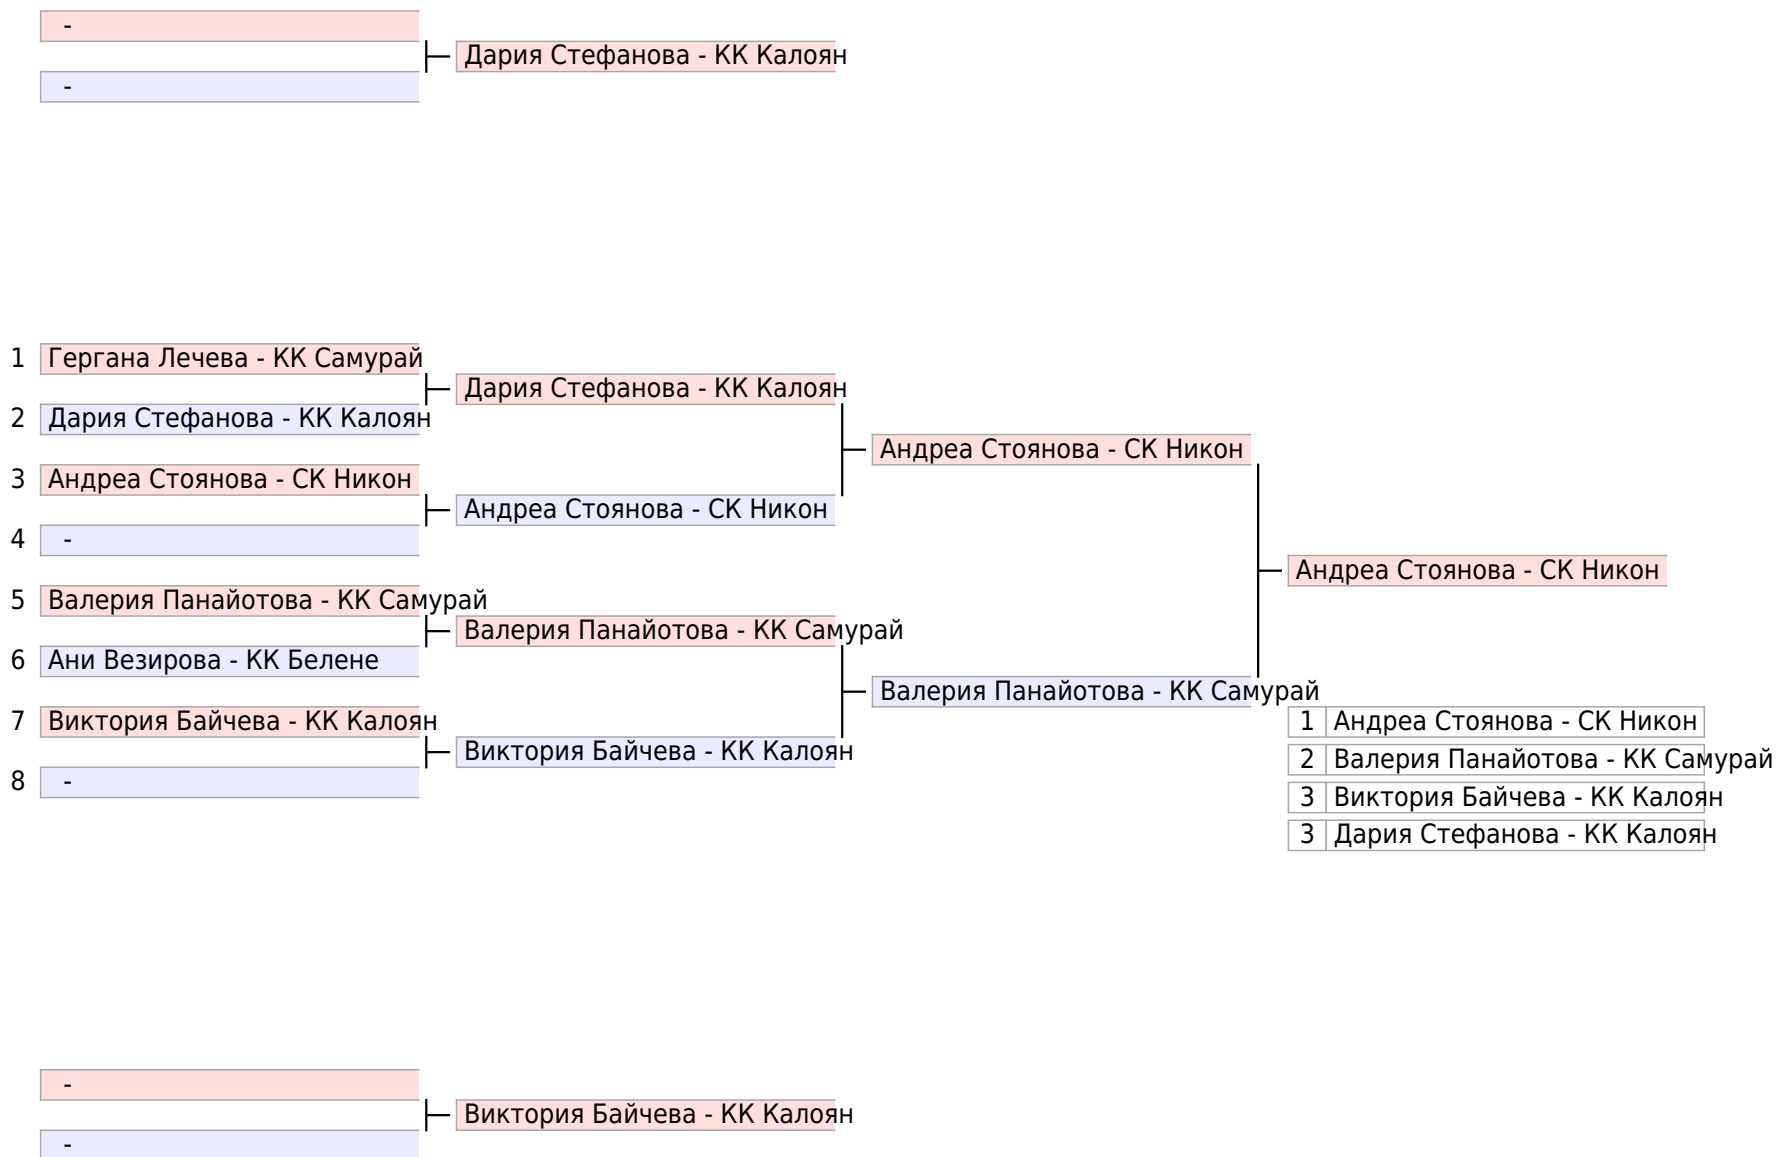 -
Дария Стефанова - КК Калоян
-
1 Гергана Лечева - КК Самурай
Дария Стефанова - КК Калоян
2 Дария Стефанова - КК Калоян
Андреа Стоянова - СК Никон
3 Андреа Стоянова - СК Никон
Андреа Стоянова - СК Никон
4 -
Андреа Стоянова - СК Никон
5 Валерия Панайотова - КК Самурай
Валерия Панайотова - КК Самурай
6 Ани Везирова - КК Белене
Валерия Панайотова - КК Самурай
7 Виктория Байчева - КК Калоян
Виктория Байчева - КК Калоян
8 -
1 Андреа Стоянова - СК Никон
2 Валерия Панайотова - КК Самурай
3 Виктория Байчева - КК Калоян
3 Дария Стефанова - КК Калоян
-
Виктория Байчева - КК Калоян
-